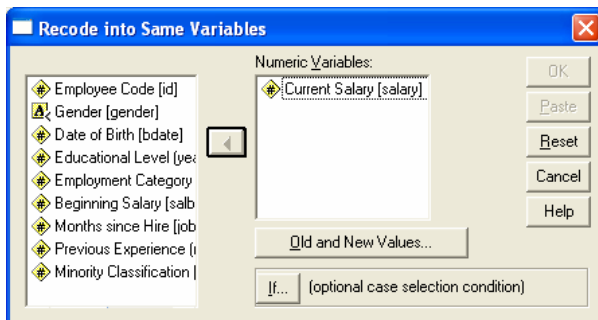 Recode into Same Variables
Employee Code [id]
Gender [gender]
Date of Birth [bdate]
Educational Level (yea
Employment Category
Beginning Salary [salb
Months since Hire [job
Previous Experience (r
Minority Classification [
Numeric Variables:
Current Salary [salary]
Old and New Values...
If... (optional case selection condition)
OK
Paste
Reset
Cancel
Help